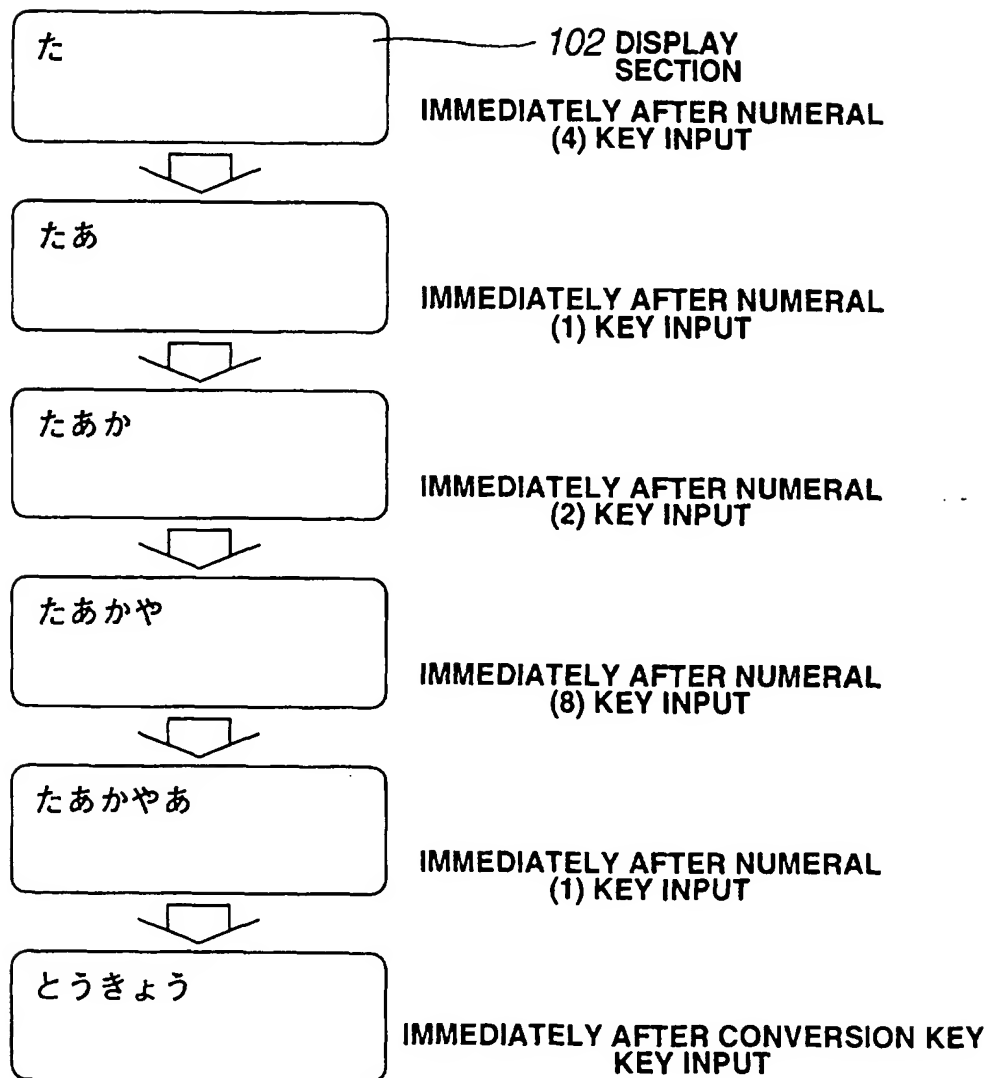 た
102 DISPLAY
SECTION
IMMEDIATELY AFTER NUMERAL
(4) KEY INPUT
たあ
IMMEDIATELY AFTER NUMERAL
(1) KEY INPUT
たあか
IMMEDIATELY AFTER NUMERAL
(2) KEY INPUT
たあかや
IMMEDIATELY AFTER NUMERAL
(8) KEY INPUT
たあかやあ
IMMEDIATELY AFTER NUMERAL
(1) KEY INPUT
とうきょう
IMMEDIATELY AFTER CONVERSION KEY
KEY INPUT